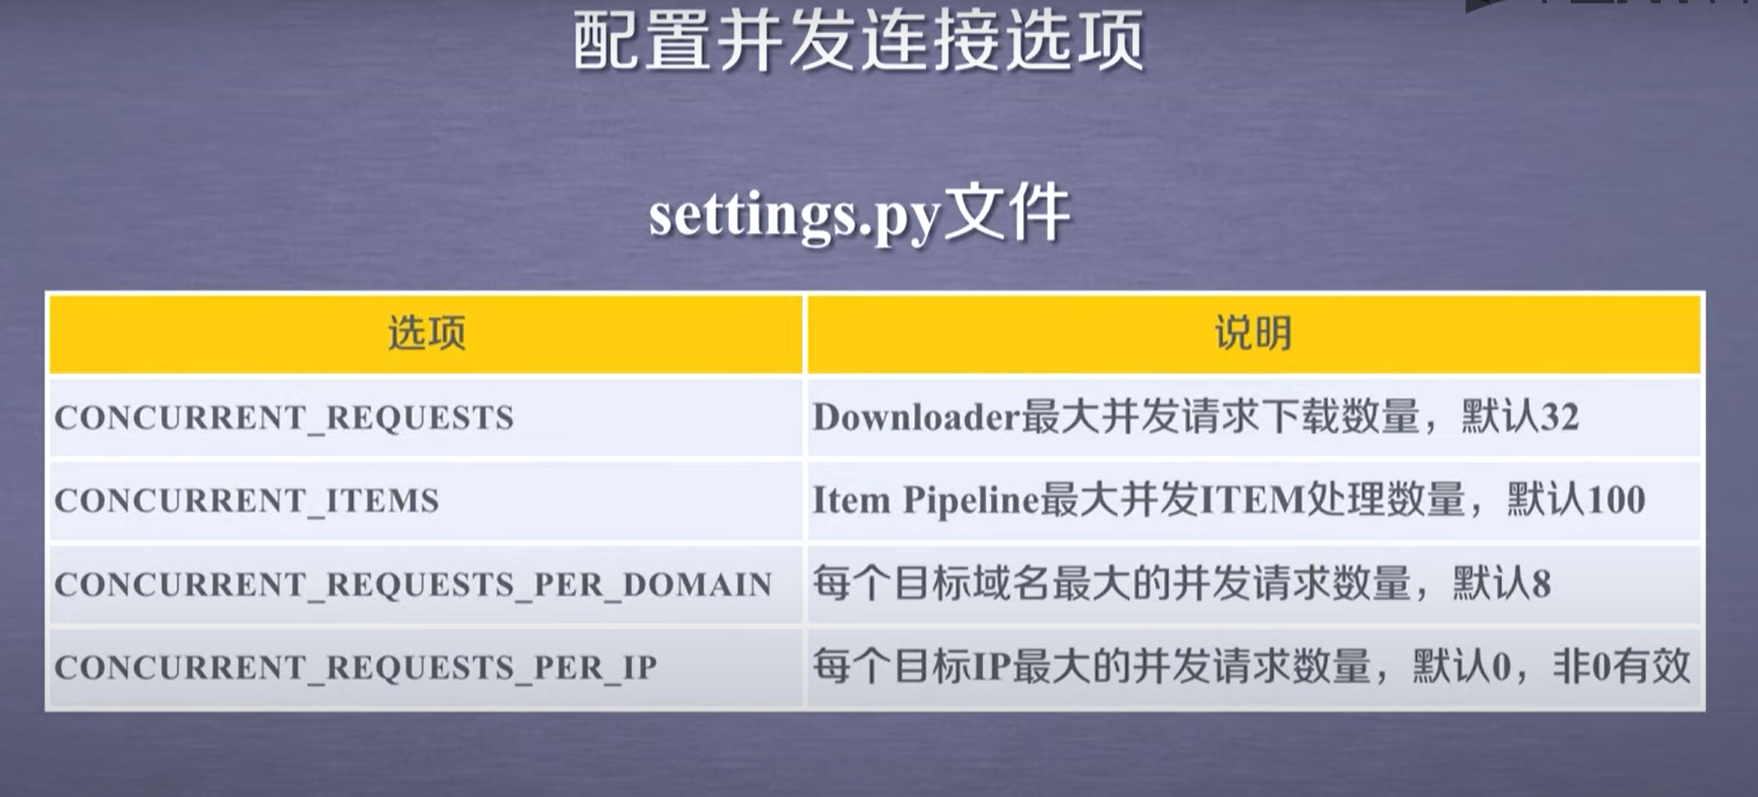 配置并发连接选项
settings.py文件
选项 说明
CONCURRENT_REQUESTS Downloader最大并发请求下载数量，默认32
CONCURRENT_ITEMS Item Pipeline最大并发ITEM处理数量，默认100
CONCURRENT_REQUESTS_PER_DOMAIN 每个目标域名最大的并发请求数量，默认8
CONCURRENT_REQUESTS_PER_IP 每个目标IP最大的并发请求数量，默认0，非0有效